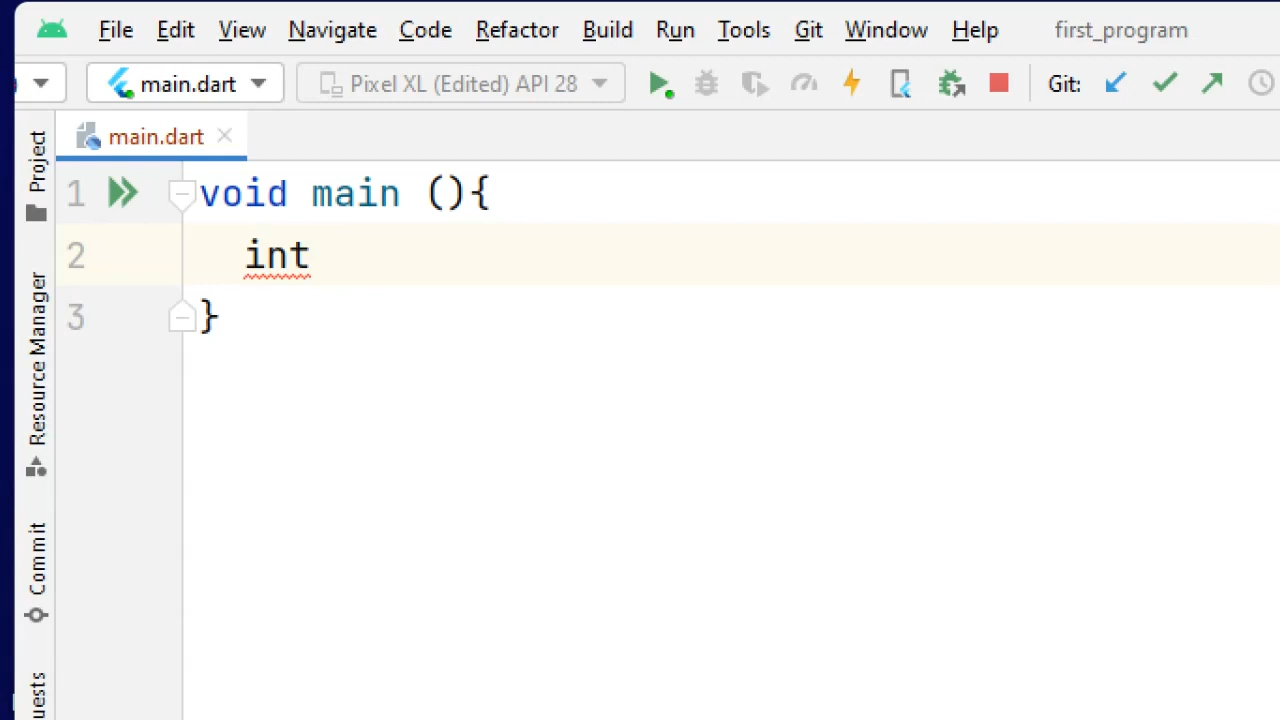 File Edit View Navigate Code Refactor Build Run Tools Git Window Help first_program
main.dart Pixel XL (Edited) API 28 Git:
main.dart
Project
Resource Manager
Commit
1 void main (){
2 int
3 }